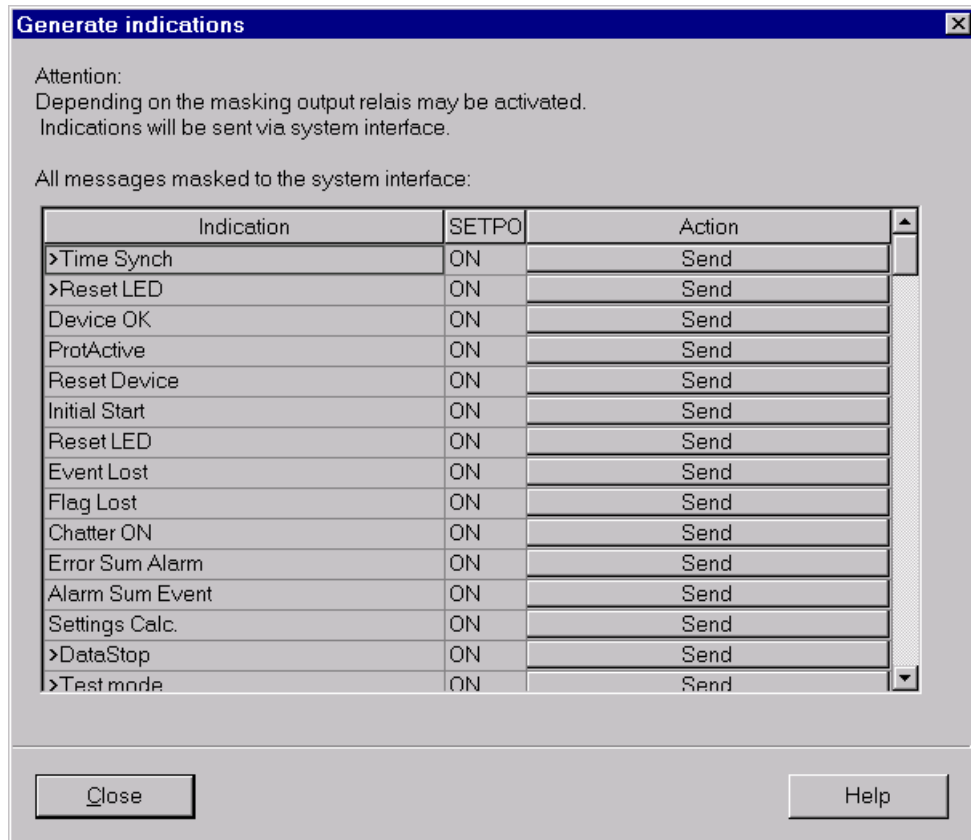 Generate indications
Attention:
Depending on the masking output relais may be activated.
Indications will be sent via system interface.
All messages masked to the system interface:
Indication SETPO Action
>Time Synch ON Send
>Reset LED ON Send
Device OK ON Send
ProtActive ON Send
Reset Device ON Send
Initial Start ON Send
Reset LED ON Send
Event Lost ON Send
Flag Lost ON Send
Chatter ON ON Send
Error Sum Alarm ON Send
Alarm Sum Event ON Send
Settings Calc. ON Send
>DataStop ON Send
>Test mode ON Send
Close Help